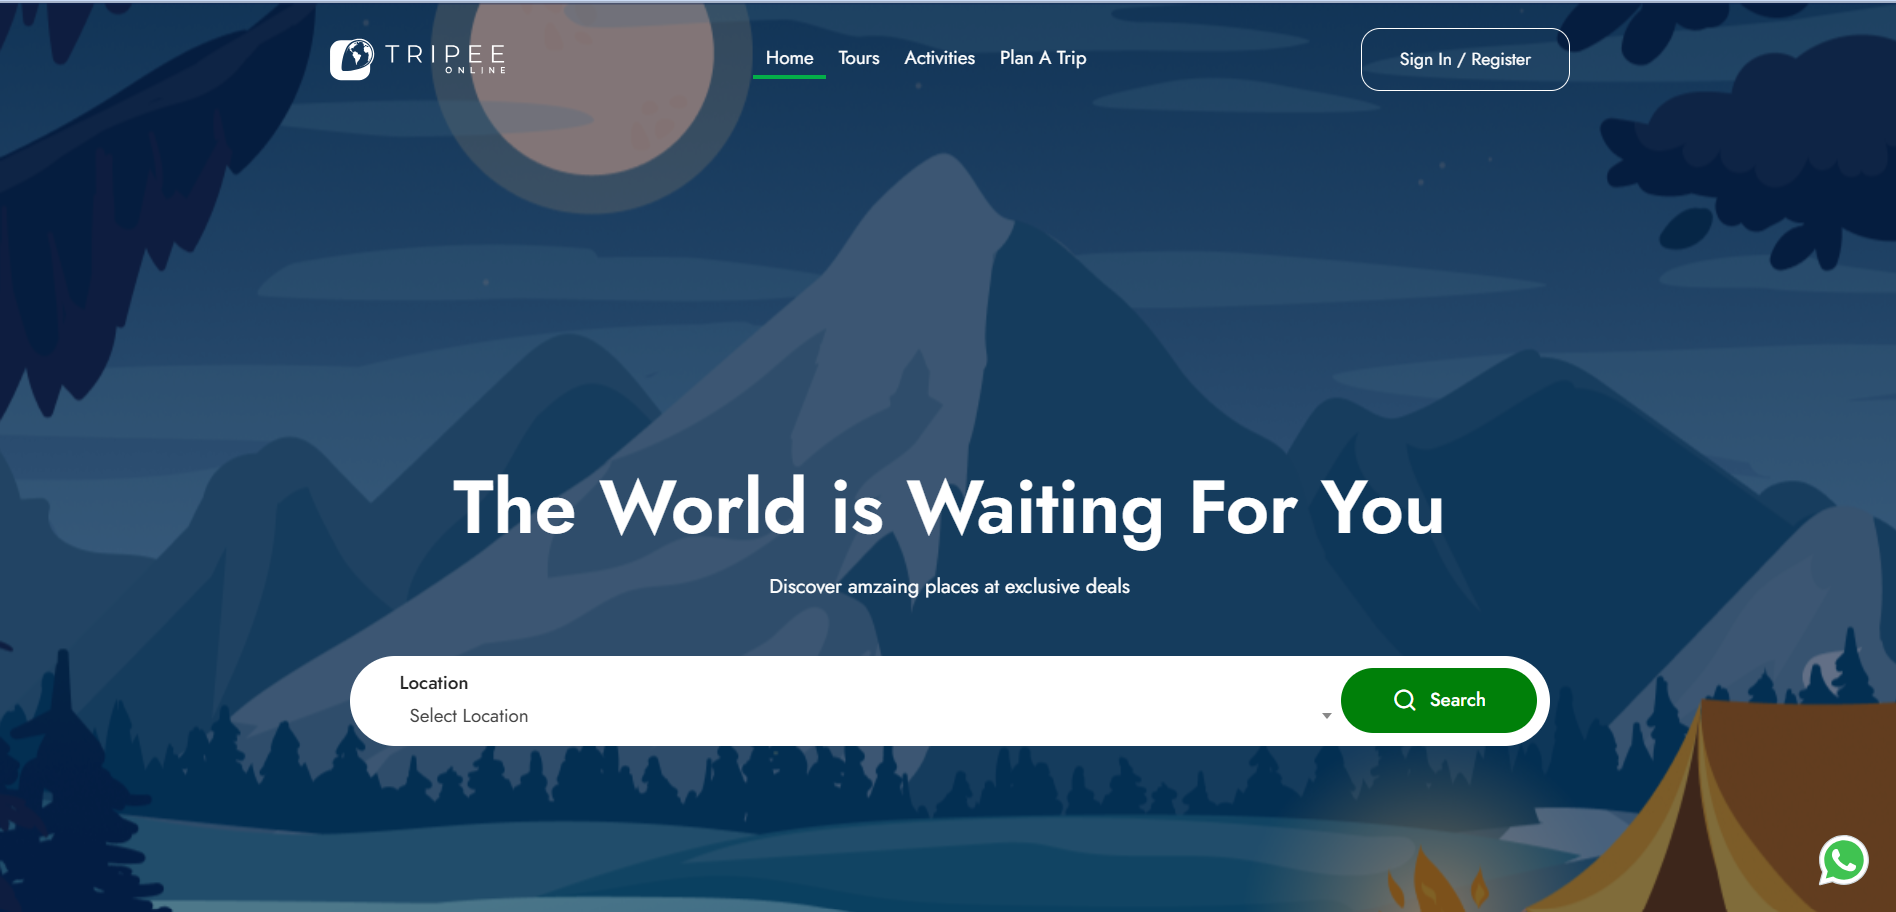 TRIPEE
ONLINE
Home Tours Activities Plan A Trip
Sign In / Register
The World is Waiting For You
Discover amzaing places at exclusive deals
Location
Select Location
Search